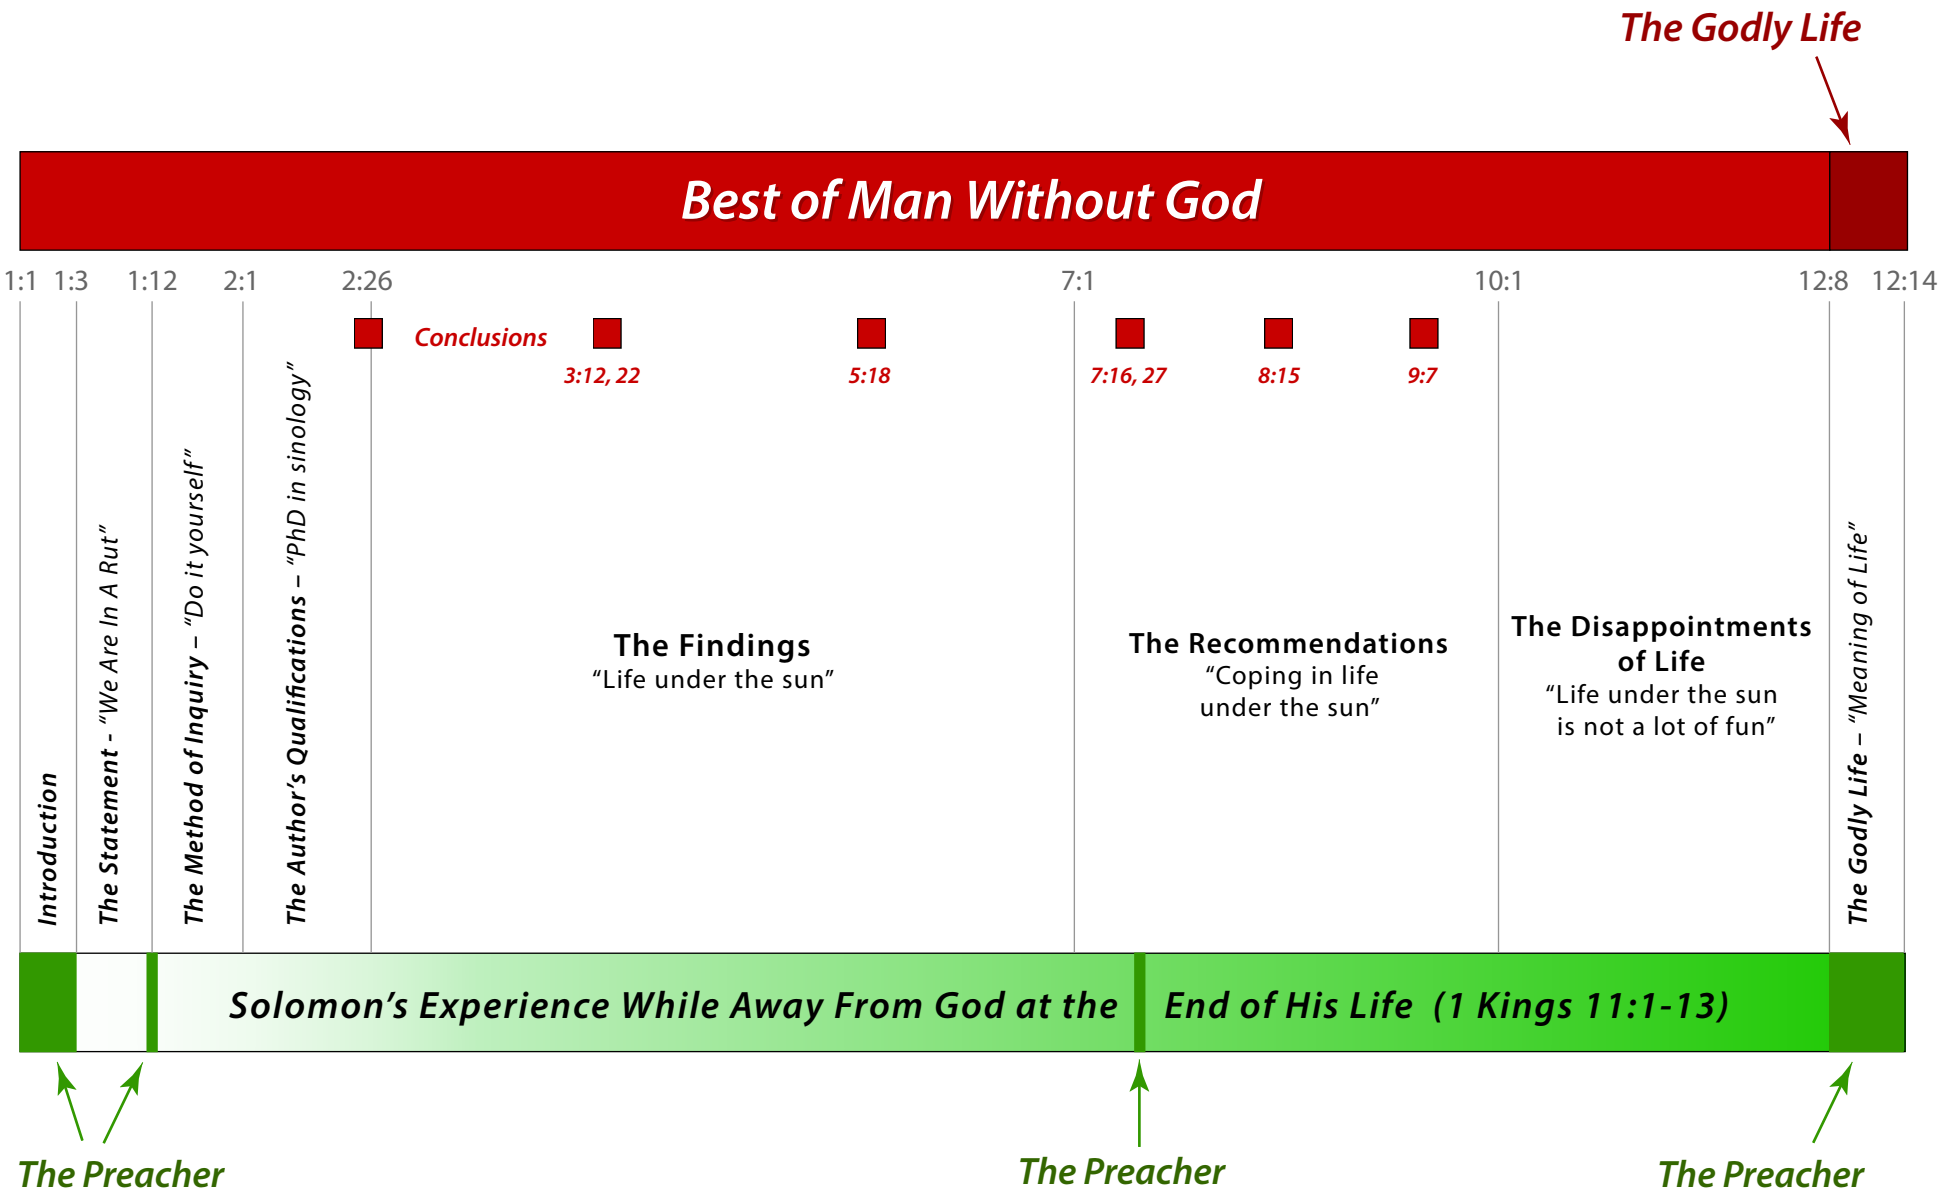 The Godly Life
Best of Man Without God
1:1 1:3 1:12 2:1 2:26 7:1 10:1 12:8 12:14
Conclusions
3:12, 22
5:18
7:16, 27
8:15
9:7
Introduction
The Statement - “We Are In A Rut”
The Method of Inquiry – “Do it yourself”
The Author’s Qualifications – “PhD in sinology”
The Findings
“Life under the sun”
The Recommendations
“Coping in life
under the sun”
The Disappointments
of Life
“Life under the sun
is not a lot of fun”
The Godly Life – “Meaning of Life”
Solomon’s Experience While Away From God at the End of His Life (1 Kings 11:1-13)
The Preacher
The Preacher
The Preacher